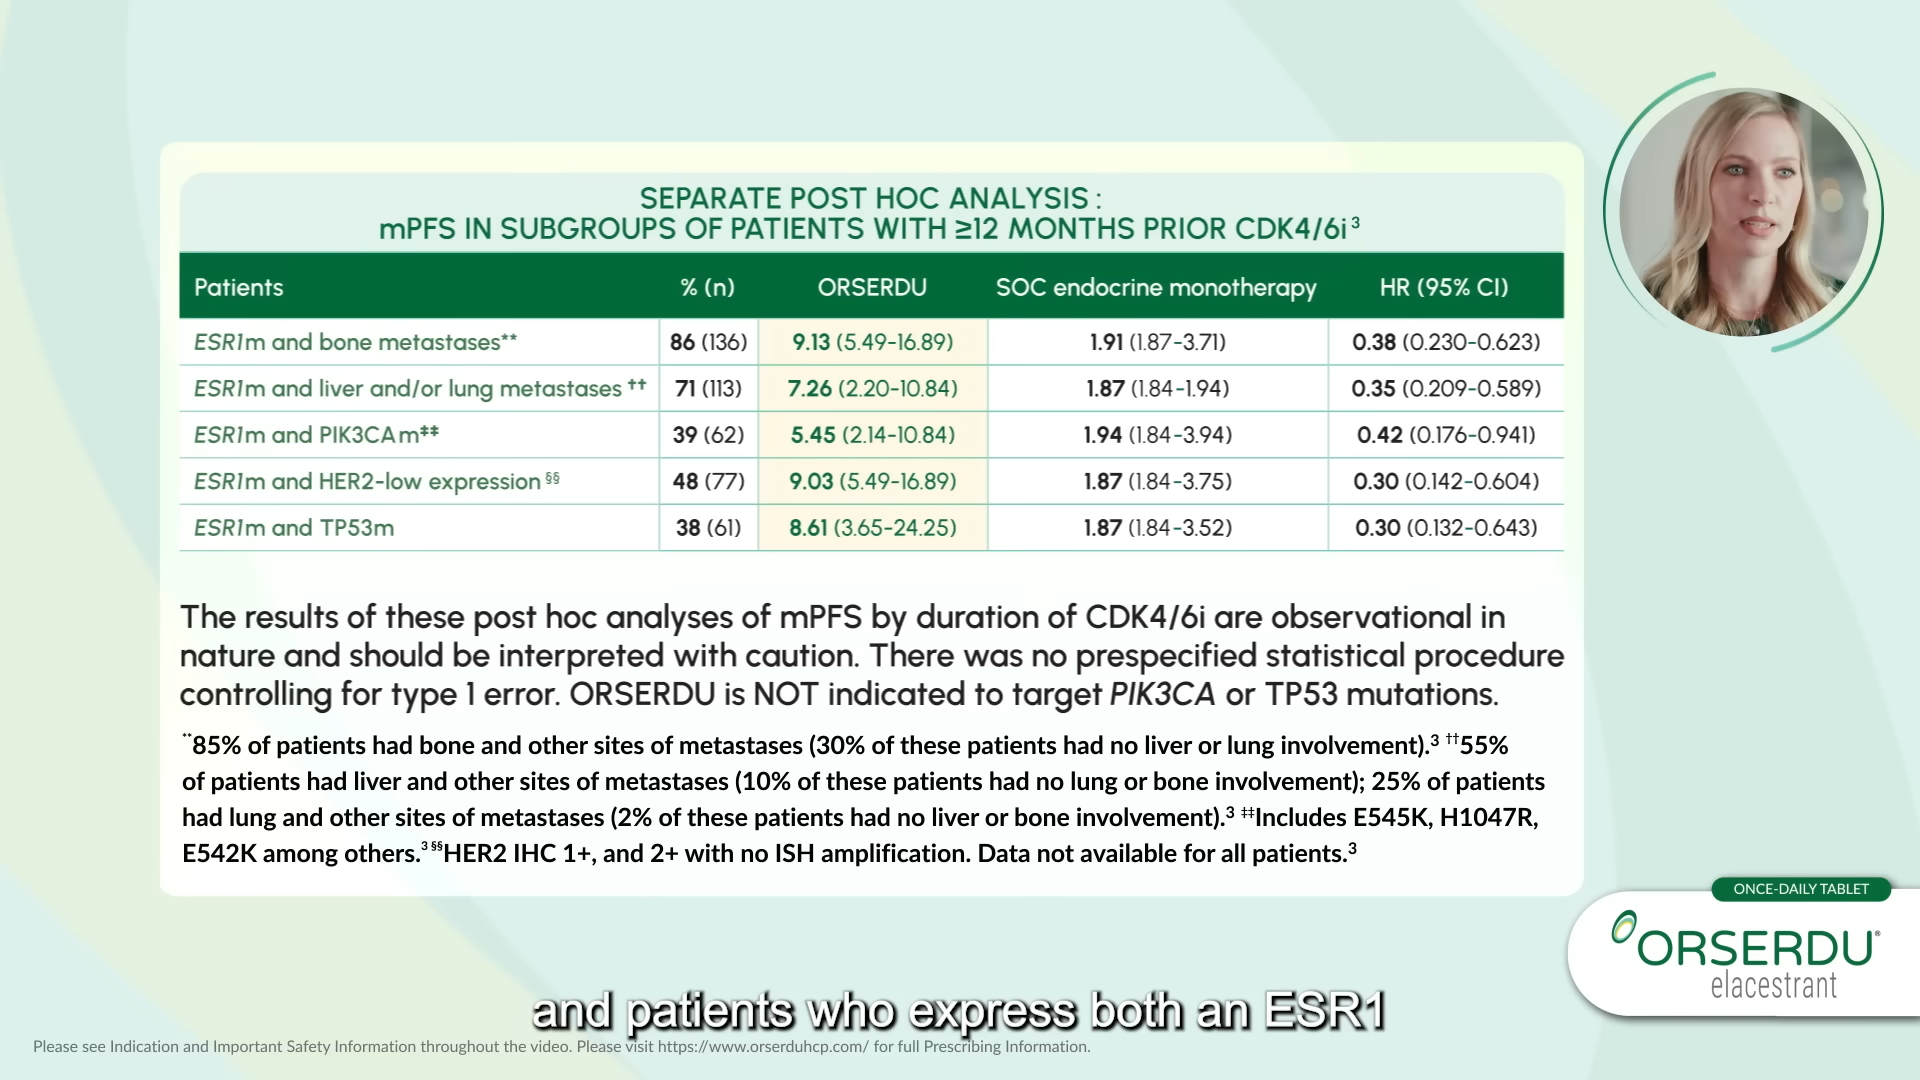 SEPARATE POST HOC ANALYSIS :
mPFS IN SUBGROUPS OF PATIENTS WITH ≥12 MONTHS PRIOR CDK4/6i³
Patients % (n) ORSERDU SOC endocrine monotherapy HR (95% CI)
ESR1m and bone metastases** 86 (136) 9.13 (5.49-16.89) 1.91 (1.87-3.71) 0.38 (0.230-0.623)
ESR1m and liver and/or lung metastases †† 71 (113) 7.26 (2.20-10.84) 1.87 (1.84-1.94) 0.35 (0.209-0.589)
ESR1m and PIK3CAm‡‡ 39 (62) 5.45 (2.14-10.84) 1.94 (1.84-3.94) 0.42 (0.176-0.941)
ESR1m and HER2-low expression §§ 48 (77) 9.03 (5.49-16.89) 1.87 (1.84-3.75) 0.30 (0.142-0.604)
ESR1m and TP53m 38 (61) 8.61 (3.65-24.25) 1.87 (1.84-3.52) 0.30 (0.132-0.643)
The results of these post hoc analyses of mPFS by duration of CDK4/6i are observational in
nature and should be interpreted with caution. There was no prespecified statistical procedure
controlling for type 1 error. ORSERDU is NOT indicated to target PIK3CA or TP53 mutations.
**85% of patients had bone and other sites of metastases (30% of these patients had no liver or lung involvement).³ ††55%
of patients had liver and other sites of metastases (10% of these patients had no lung or bone involvement); 25% of patients
had lung and other sites of metastases (2% of these patients had no liver or bone involvement).³ ‡‡Includes E545K, H1047R,
E542K among others.³ §§HER2 IHC 1+, and 2+ with no ISH amplification. Data not available for all patients.³
ONCE-DAILY TABLET
ORSERDU®
elacestrant
and patients who express both an ESR1
Please see Indication and Important Safety Information throughout the video. Please visit https://www.orserduhcp.com/ for full Prescribing Information.